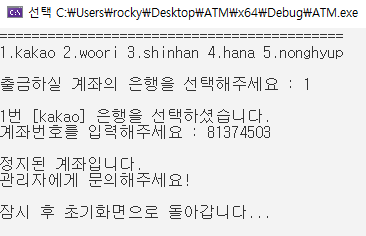 선택 C:₩Users₩rocky₩Desktop₩ATM₩x64₩Debug₩ATM.exe
========================================
1.kakao 2.woori 3.shinhan 4.hana 5.nonghyup
출금하실 계좌의 은행을 선택해주세요 : 1
1번 [kakao] 은행을 선택하셨습니다.
계좌번호를 입력해주세요 : 81374503
정지된 계좌입니다.
관리자에게 문의해주세요!
잠시 후 초기화면으로 돌아갑니다...